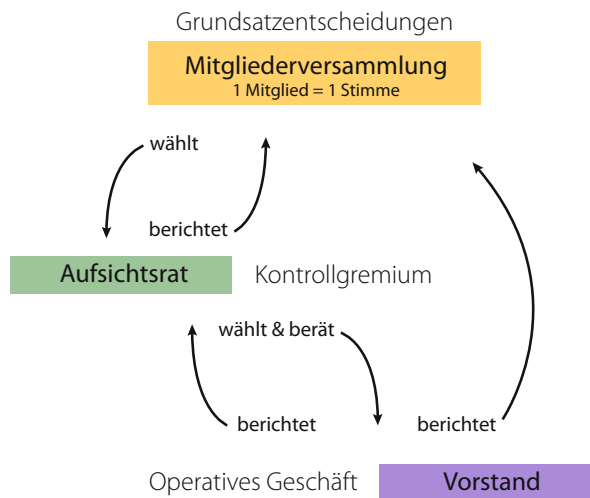 Grundsatzentscheidungen
Mitgliederversammlung
1 Mitglied = 1 Stimme
wählt
berichtet
Aufsichtsrat
Kontrollgremium
wählt & berät
berichtet
berichtet
Operatives Geschäft
Vorstand